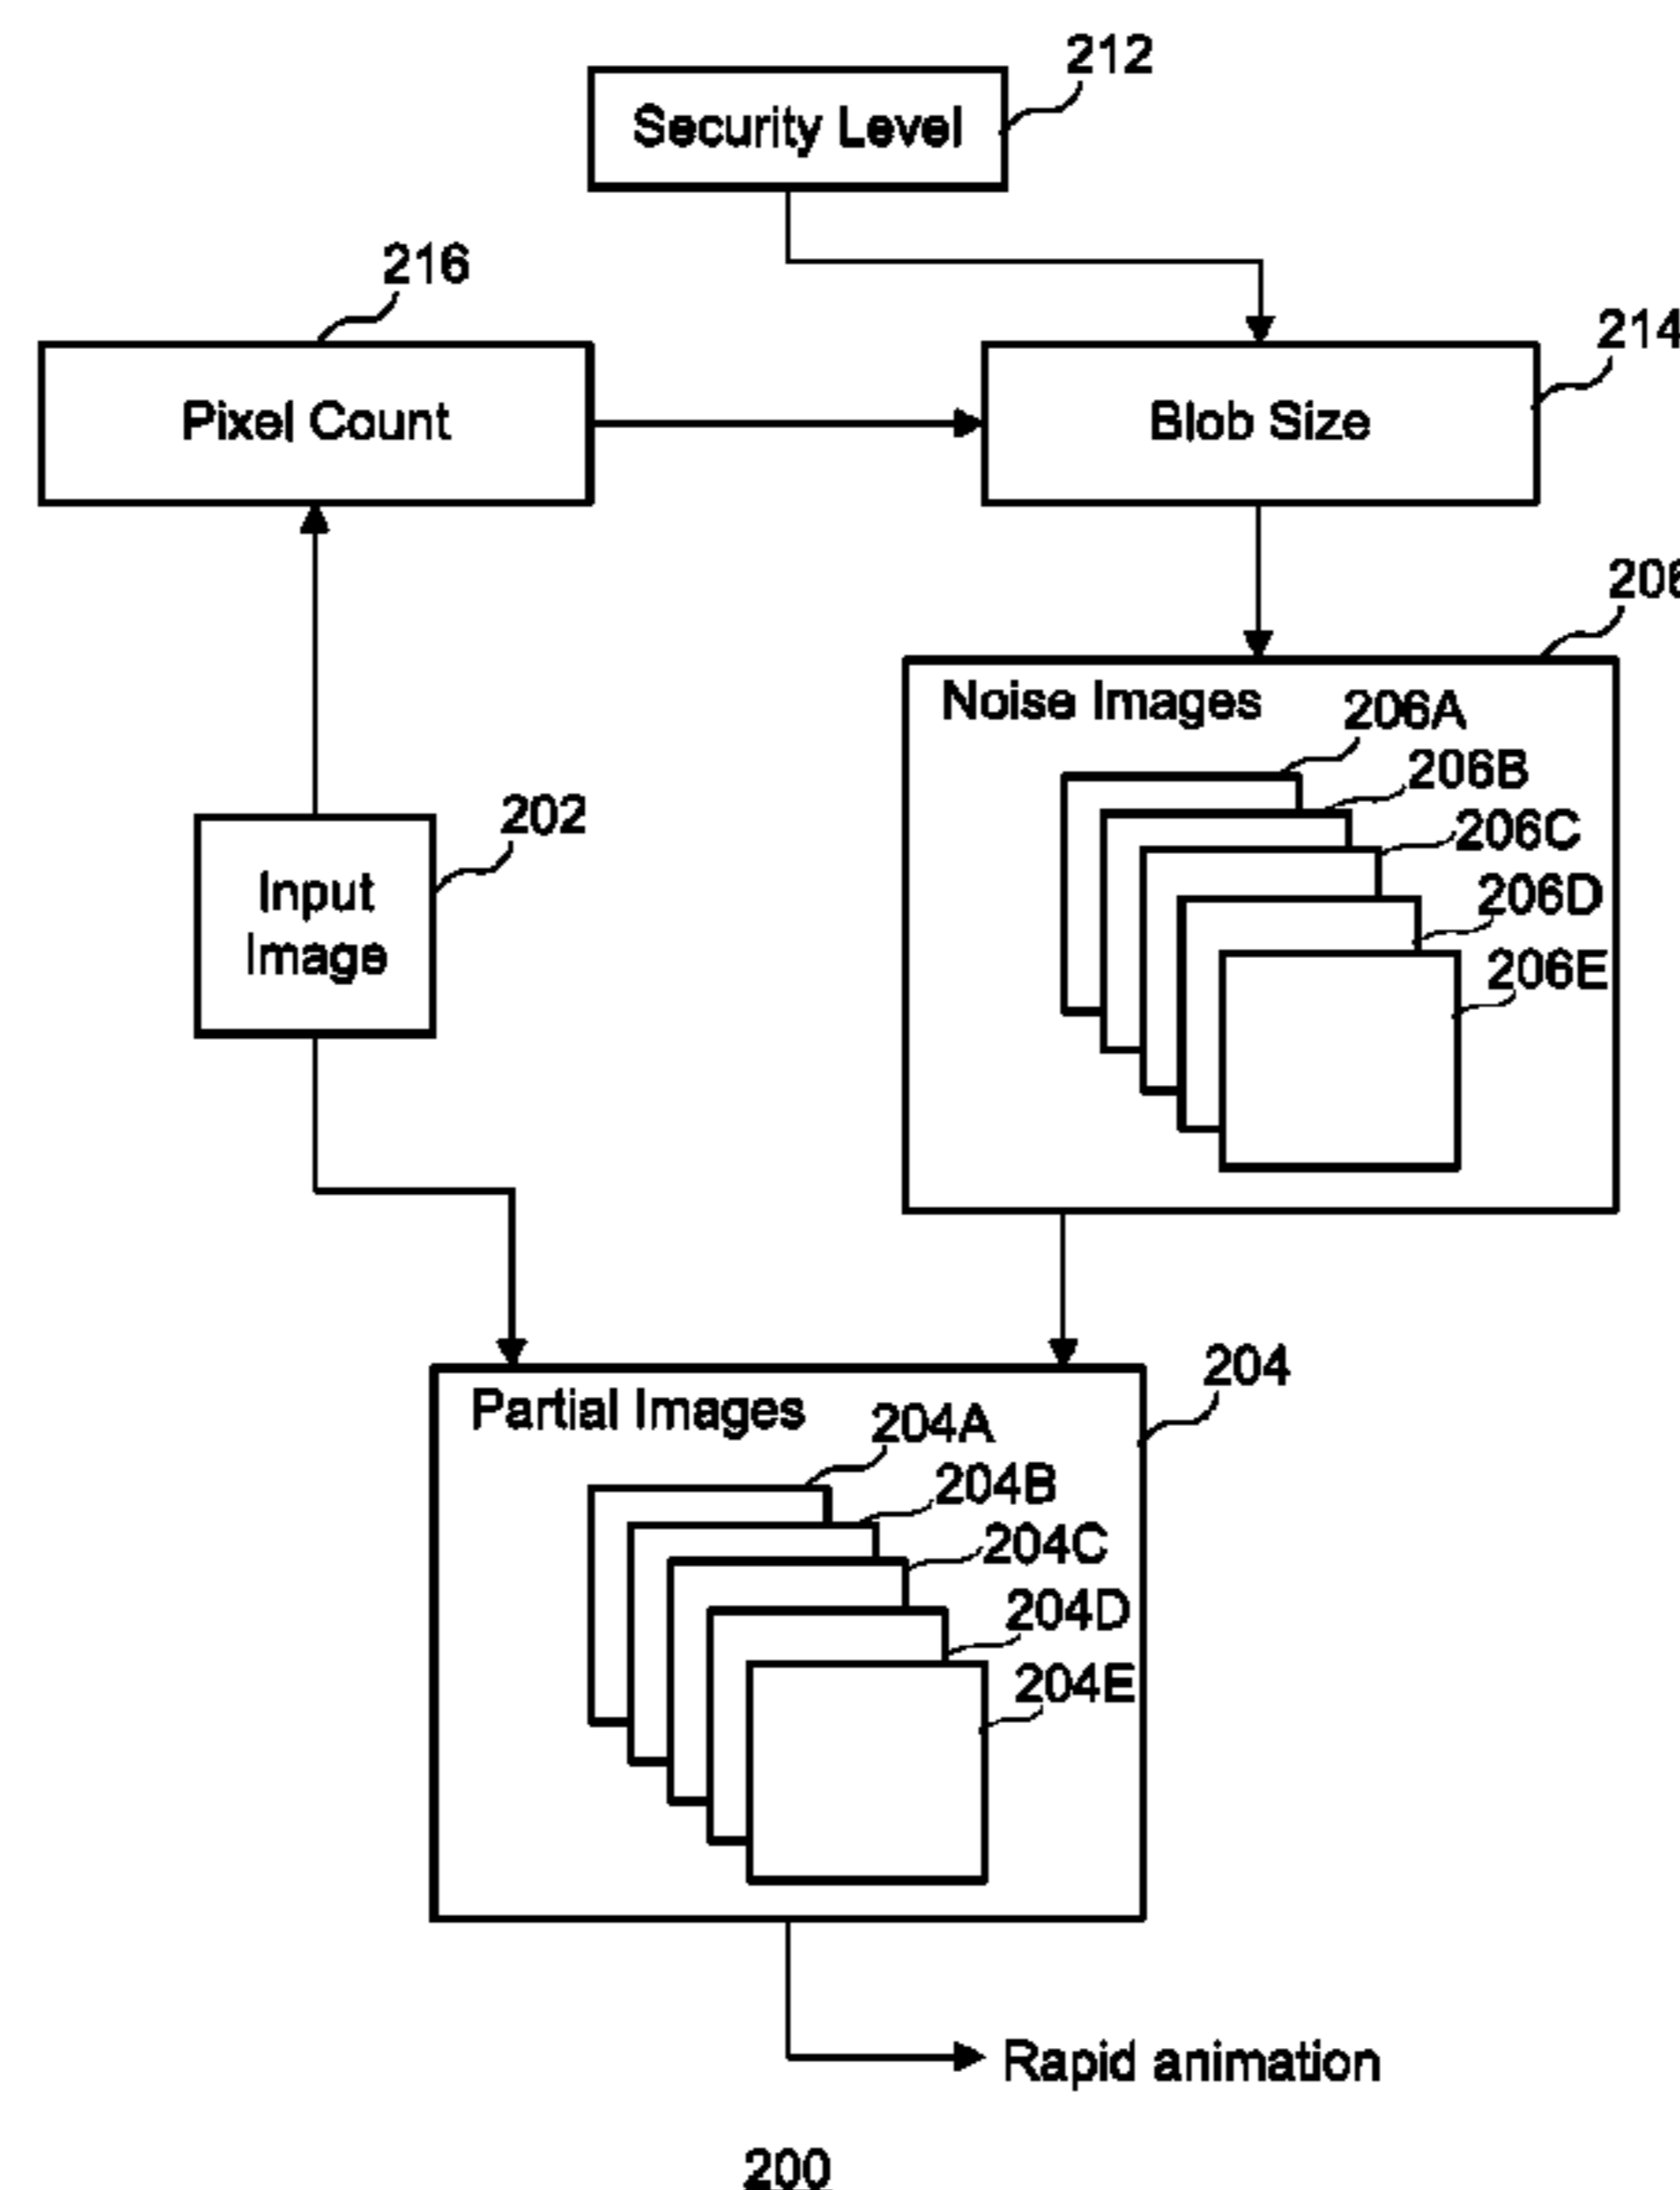 212
Security Level
216
214
Pixel Count
Blob Size
206
Noise Images
206A
206B
206C
206D
206E
202
Input
Image
204
Partial Images
204A
204B
204C
204D
204E
Rapid animation
200